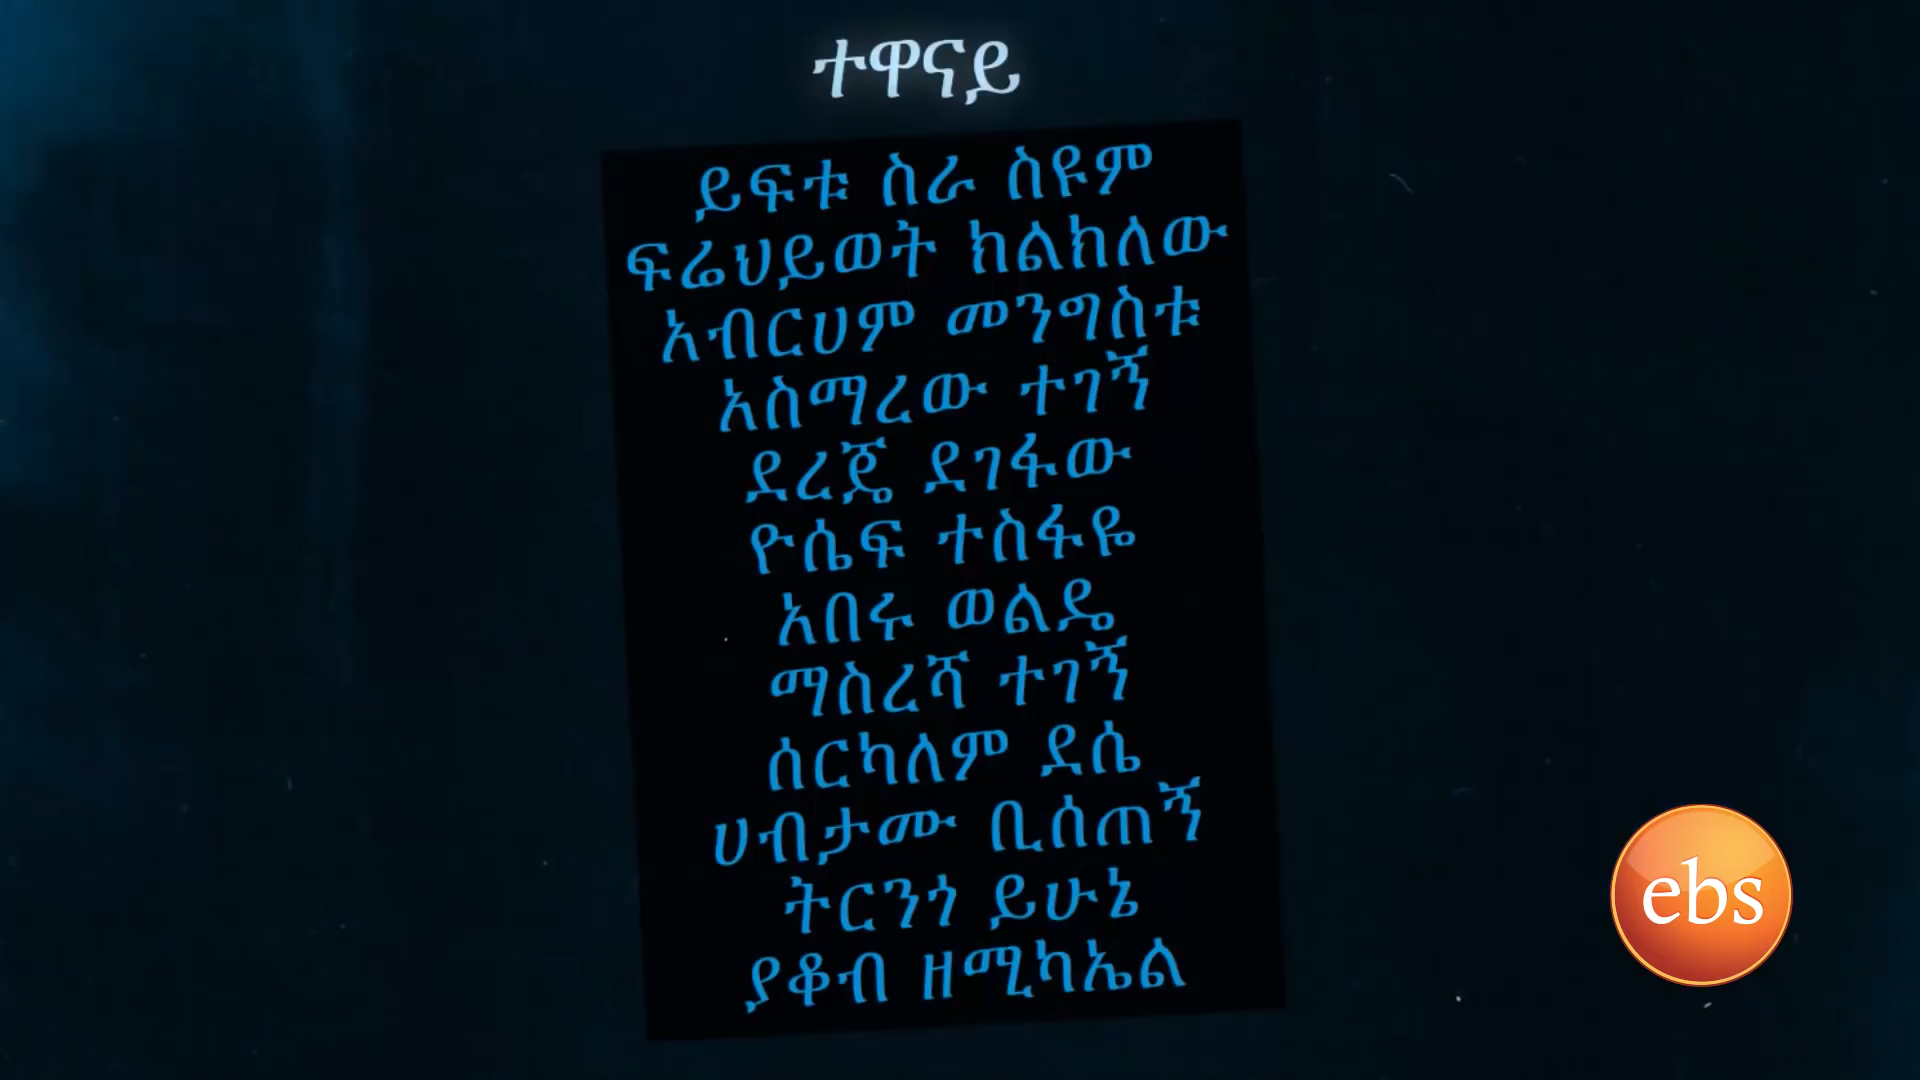 ተዋናይ
ይፍቱ ስራ ስዩም
ፍሬህይወት ክልክለው
አብርሀም መንግስቱ
አስማረው ተገኝ
ደረጄ ደገፋው
ዮሴፍ ተስፋዬ
አበሩ ወልዴ
ማስረሻ ተገኝ
ሰርካለም ደሴ
ሀብታሙ ቢሰጠኝ
ትርንጎ ይሁኔ
ያቆብ ዘሚካኤል
ebs